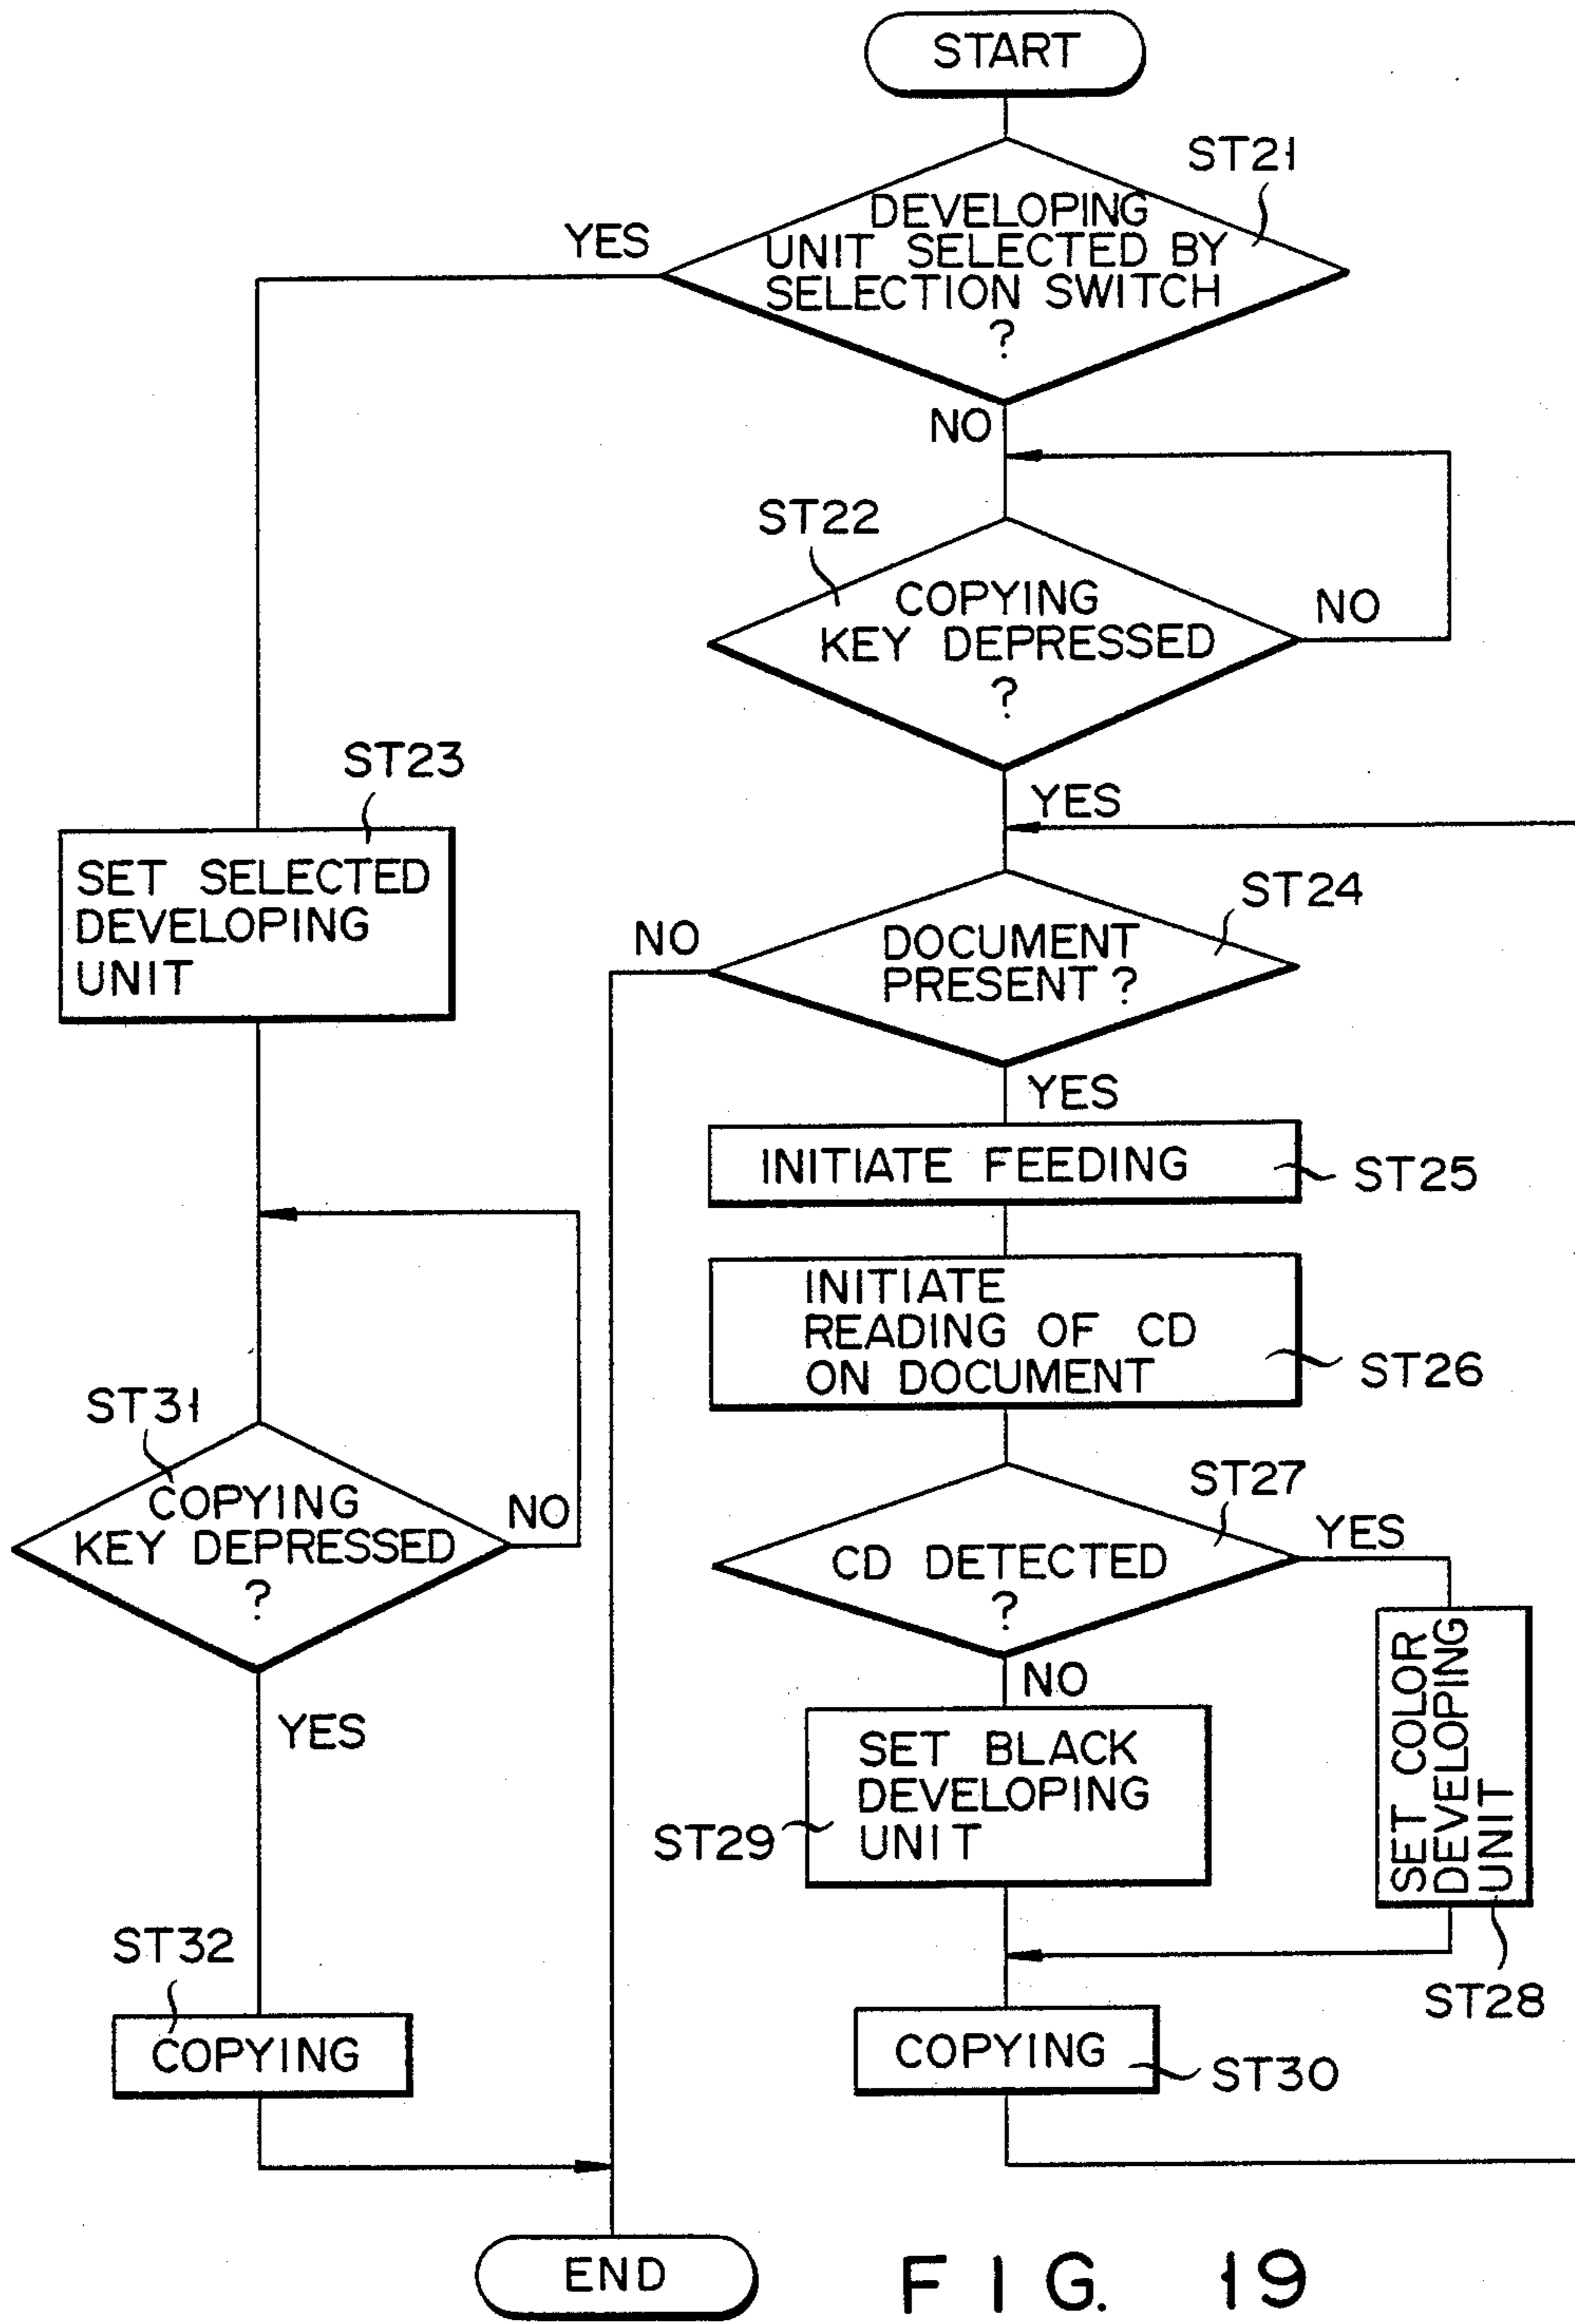 START
ST21
DEVELOPING
UNIT SELECTED BY
SELECTION SWITCH
?
YES
NO
ST22
COPYING
KEY DEPRESSED
?
NO
YES
ST23
SET SELECTED
DEVELOPING
UNIT
ST24
DOCUMENT
PRESENT ?
NO
YES
INITIATE FEEDING
ST25
INITIATE
READING OF CD
ON DOCUMENT
ST26
ST31
COPYING
KEY DEPRESSED
?
NO
YES
ST27
CD DETECTED
?
YES
NO
SET COLOR
DEVELOPING
UNIT
ST28
SET BLACK
DEVELOPING
UNIT
ST29
ST32
COPYING
COPYING
ST30
END
FIG. 19